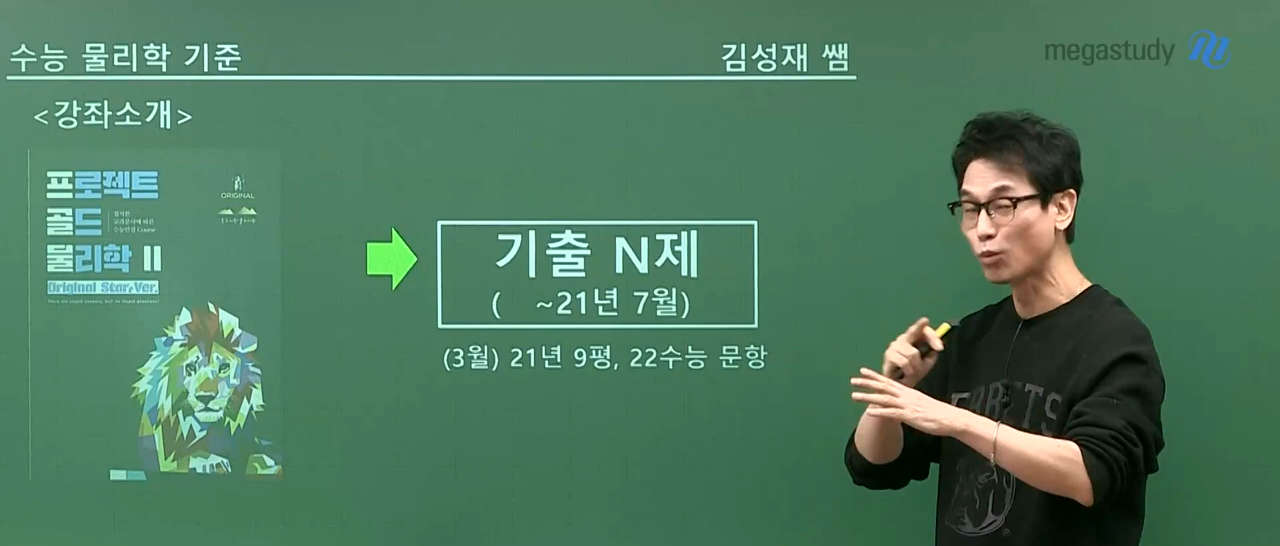 수능 물리학 기준
김성재 쌤
megastudy
<강좌소개>
프로젝트
골드
물리학 II
Original Star, Ver.
ORIGINAL
기출 N제
( ~21년 7월)
(3월) 21년 9평, 22수능 문항